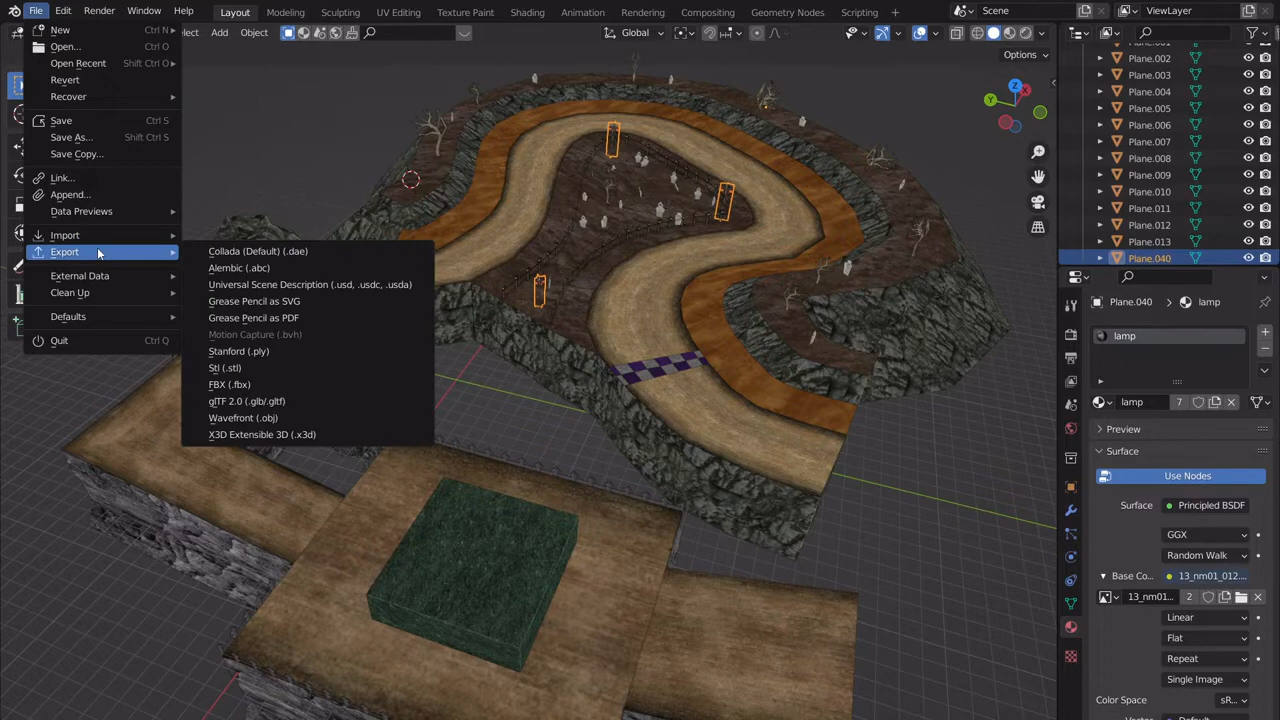 File Edit Render Window Help Layout Modeling Sculpting UV Editing Texture Paint Shading Animation Rendering Compositing Geometry Nodes Scripting Scene ViewLayer
Add Object Global
Options
New Ctrl N
Open... Ctrl O
Open Recent Shift Ctrl O
Revert
Recover
Save Ctrl S
Save As... Shift Ctrl S
Save Copy...
Link...
Append...
Data Previews
Import
Export
External Data
Clean Up
Defaults
Quit Ctrl Q
Collada (Default) (.dae)
Alembic (.abc)
Universal Scene Description (.usd, .usdc, .usda)
Grease Pencil as SVG
Grease Pencil as PDF
Motion Capture (.bvh)
Stanford (.ply)
Stl (.stl)
FBX (.fbx)
glTF 2.0 (.glb/.gltf)
Wavefront (.obj)
X3D Extensible 3D (.x3d)
Z
Y
X
Plane.002
Plane.003
Plane.004
Plane.005
Plane.006
Plane.007
Plane.008
Plane.009
Plane.010
Plane.011
Plane.012
Plane.013
Plane.040
Plane.040 lamp
lamp
lamp 7
Preview
Surface
Use Nodes
Surface Principled BSDF
GGX
Random Walk
Base Co... 13_nm01_012....
13_nm01... 2
Linear
Flat
Repeat
Single Image
Color Space sR...